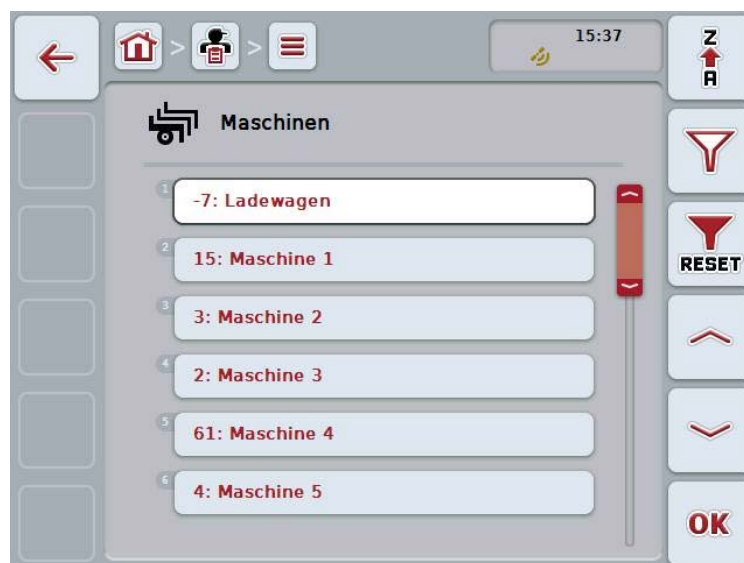 15:37
Z
A
Maschinen
1
-7: Ladewagen
2
15: Maschine 1
3
3: Maschine 2
4
2: Maschine 3
5
61: Maschine 4
6
4: Maschine 5
RESET
OK